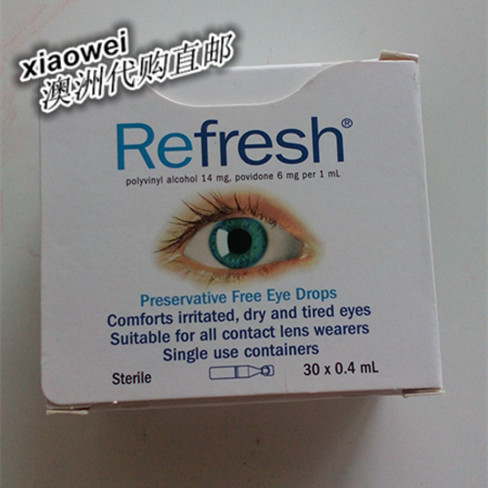 xiaowei
澳洲代购直邮
Refresh®
polyvinyl alcohol 14 mg, povidone 6 mg per 1 mL
Preservative Free Eye Drops
Comforts irritated, dry and tired eyes
Suitable for all contact lens wearers
Single use containers
Sterile 30 x 0.4 mL